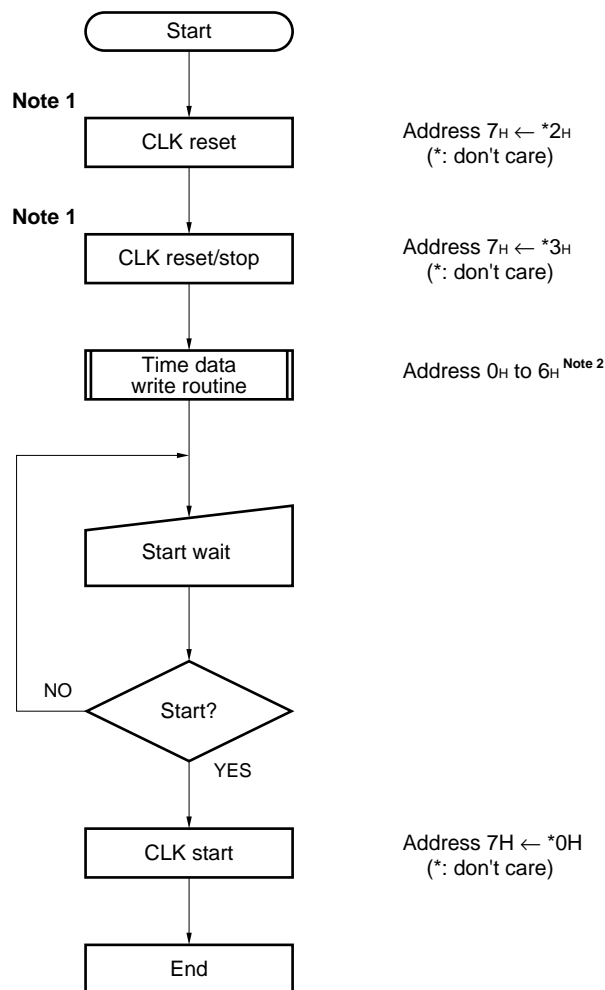 Start
Note 1
CLK reset
Address 7H ← *2H
(*: don't care)
Note 1
CLK reset/stop
Address 7H ← *3H
(*: don't care)
Time data
write routine
Address 0H to 6H Note 2
Start wait
NO
Start?
YES
CLK start
Address 7H ← *0H
(*: don't care)
End